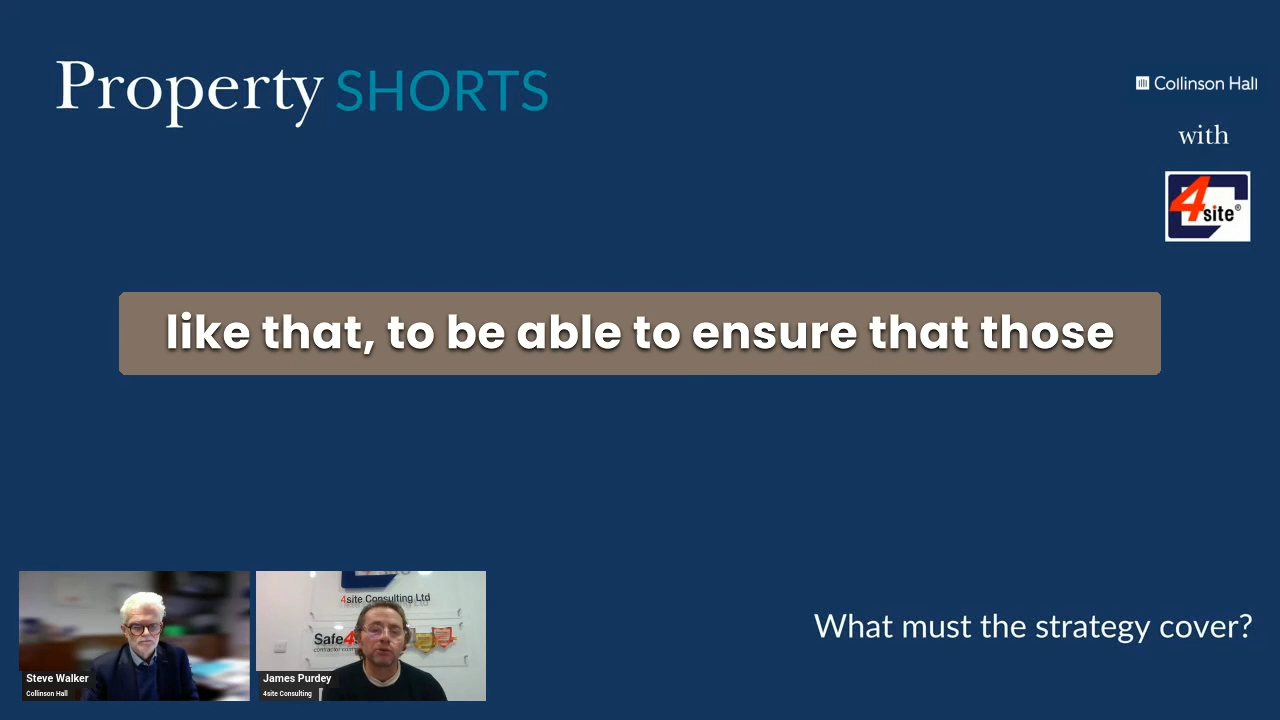 Property SHORTS
Collinson Hall
with
4site®
like that, to be able to ensure that those
4site Consulting Ltd
Safe4
Steve Walker
Collinson Hall
James Purdey
4site Consulting
What must the strategy cover?